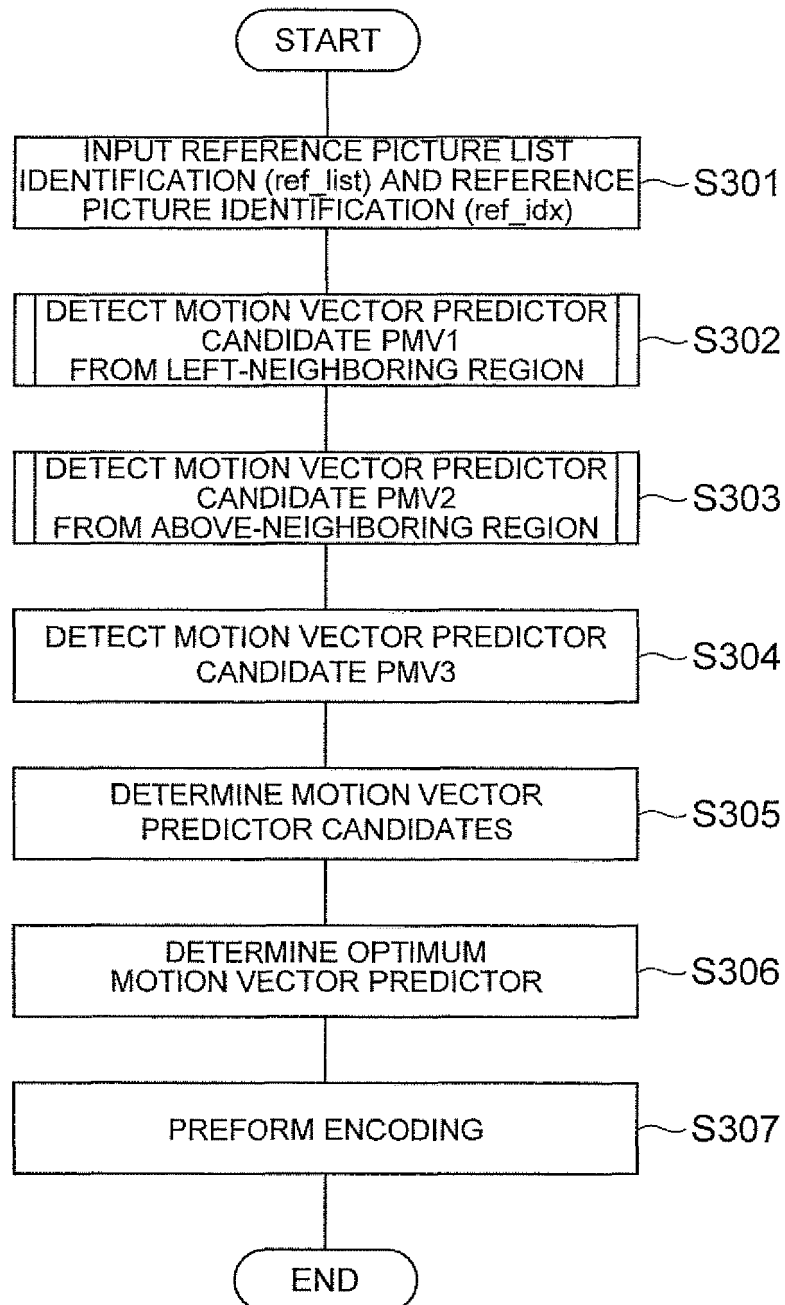 START
INPUT REFERENCE PICTURE LIST
IDENTIFICATION (ref_list) AND REFERENCE
PICTURE IDENTIFICATION (ref_idx)
S301
DETECT MOTION VECTOR PREDICTOR
CANDIDATE PMV1
FROM LEFT-NEIGHBORING REGION
S302
DETECT MOTION VECTOR PREDICTOR
CANDIDATE PMV2
FROM ABOVE-NEIGHBORING REGION
S303
DETECT MOTION VECTOR PREDICTOR
CANDIDATE PMV3
S304
DETERMINE MOTION VECTOR
PREDICTOR CANDIDATES
S305
DETERMINE OPTIMUM
MOTION VECTOR PREDICTOR
S306
PREFORM ENCODING
S307
END